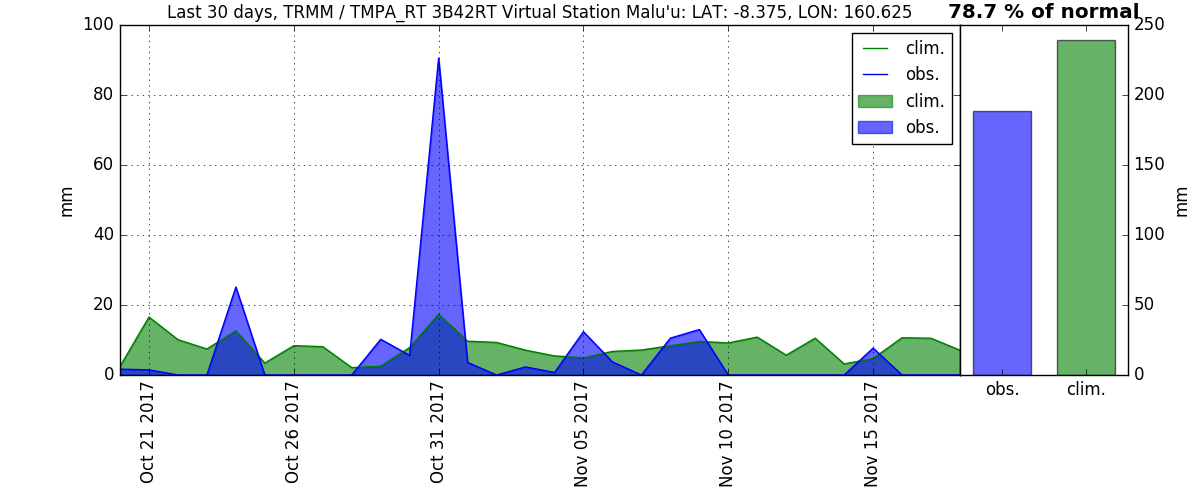 Last 30 days, TRMM / TMPA_RT 3B42RT Virtual Station Malu'u: LAT: -8.375, LON: 160.625
78.7 % of normal
100
80
60
40
20
0
mm
clim.
obs.
clim.
obs.
Oct 21 2017
Oct 26 2017
Oct 31 2017
Nov 05 2017
Nov 10 2017
Nov 15 2017
250
200
150
100
50
0
mm
obs.
clim.